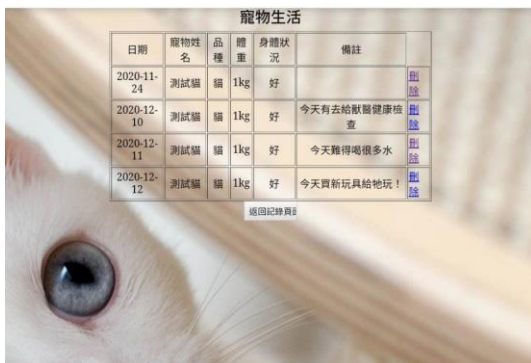 寵物生活
日期 寵物姓名 品種 體重 身體狀況 備註
2020-11-24 測試貓 貓 1kg 好 刪除
2020-12-10 測試貓 貓 1kg 好 今天有去給獸醫健康檢查 刪除
2020-12-11 測試貓 貓 1kg 好 今天難得喝很多水 刪除
2020-12-12 測試貓 貓 1kg 好 今天買新玩具給牠玩！ 刪除
返回記錄頁面